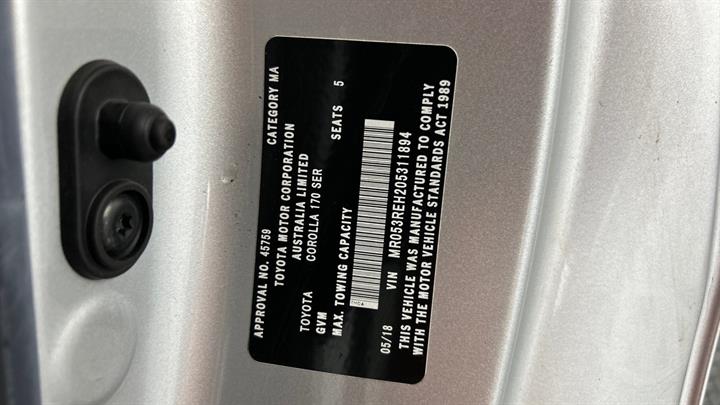 APPROVAL NO. 45759 CATEGORY MA
TOYOTA MOTOR CORPORATION
AUSTRALIA LIMITED
TOYOTA COROLLA 170 SER
GVM SEATS 5
MAX. TOWING CAPACITY
05/18 VIN MR053REH205311894
THIS VEHICLE WAS MANUFACTURED TO COMPLY
WITH THE MOTOR VEHICLE STANDARDS ACT 1989